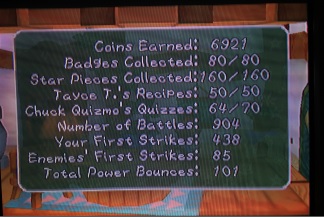 Coins Earned: 6921
Badges Collected: 80/80
Star Pieces Collected: 160/160
Tayce T.'s Recipes: 50/50
Chuck Quizmo's Quizzes: 64/70
Number of Battles: 904
Your First Strikes: 438
Enemies' First Strikes: 85
Total Power Bounces: 101